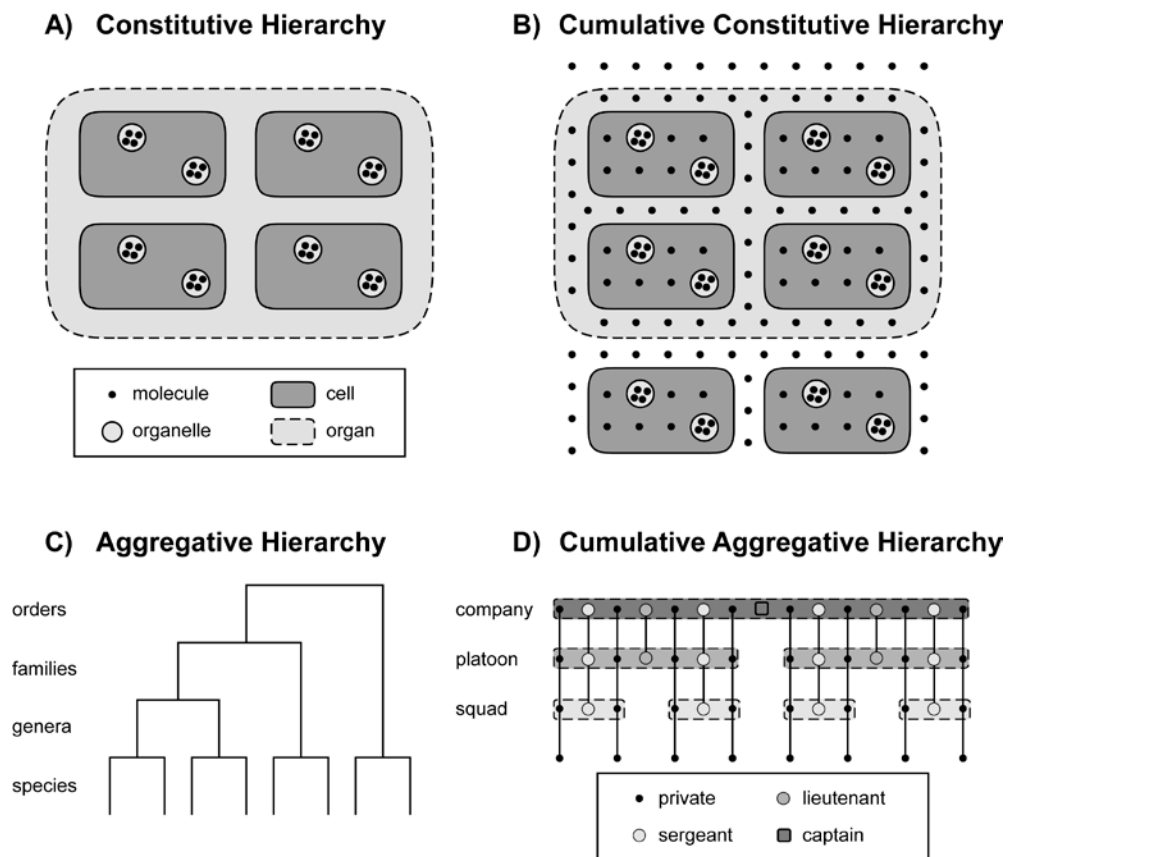 A) Constitutive Hierarchy
B) Cumulative Constitutive Hierarchy
molecule
cell
organelle
organ
C) Aggregative Hierarchy
D) Cumulative Aggregative Hierarchy
orders
families
genera
species
company
platoon
squad
private
lieutenant
sergeant
captain